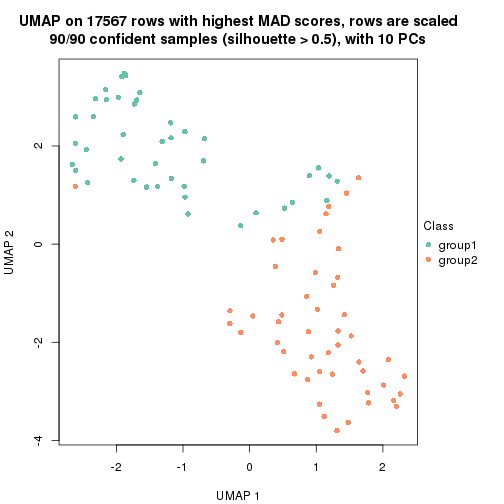 UMAP on 17567 rows with highest MAD scores, rows are scaled
90/90 confident samples (silhouette > 0.5), with 10 PCs
2
0
-2
-4
UMAP 2
-2
-1
0
1
2
UMAP 1
Class
group1
group2